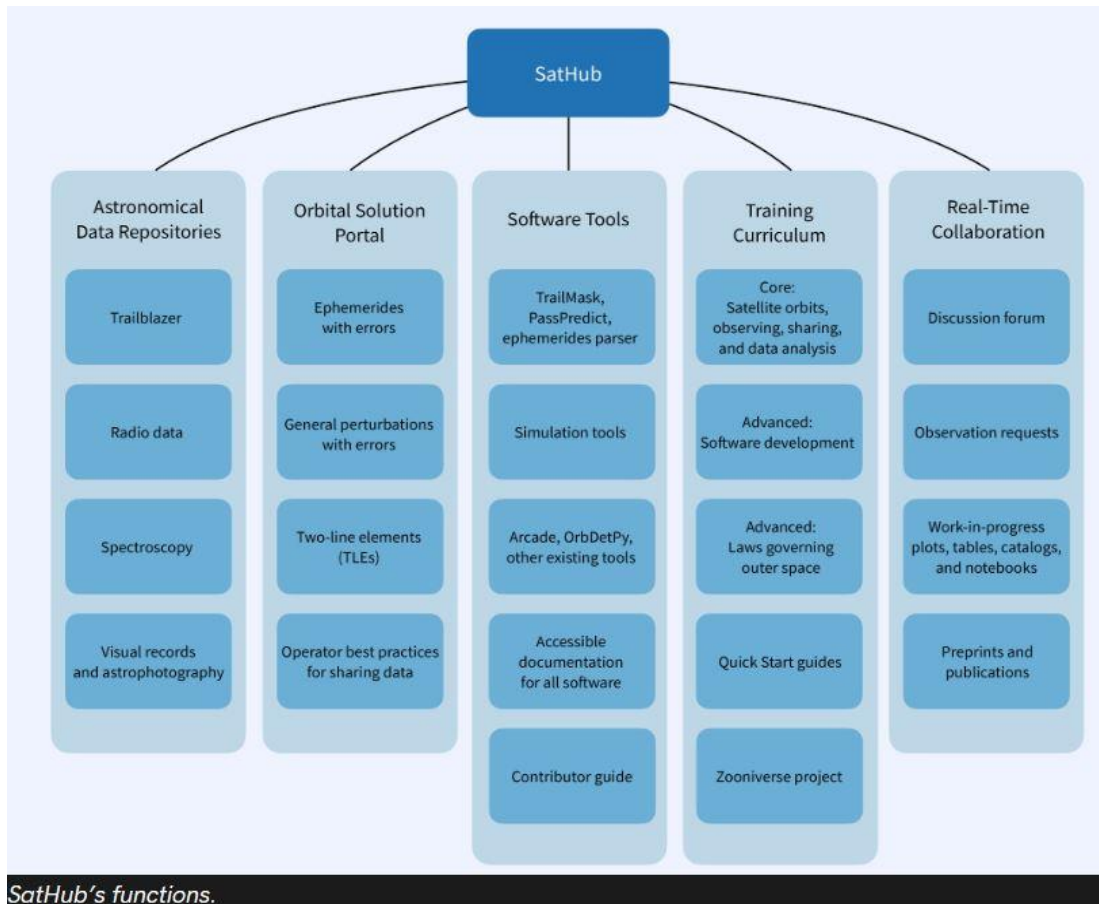 SatHub
Astronomical
Data Repositories
Trailblazer
Radio data
Spectroscopy
Visual records
and astrophotography
Orbital Solution
Portal
Ephemerides
with errors
General perturbations
with errors
Two-line elements
(TLEs)
Operator best practices
for sharing data
Software Tools
TrailMask,
PassPredict,
ephemerides parser
Simulation tools
Arcade, OrbDetPy,
other existing tools
Accessible
documentation
for all software
Contributor guide
Training
Curriculum
Core:
Satellite orbits,
observing, sharing,
and data analysis
Advanced:
Software development
Advanced:
Laws governing
outer space
Quick Start guides
Zooniverse project
Real-Time
Collaboration
Discussion forum
Observation requests
Work-in-progress
plots, tables, catalogs,
and notebooks
Preprints and
publications
SatHub's functions.